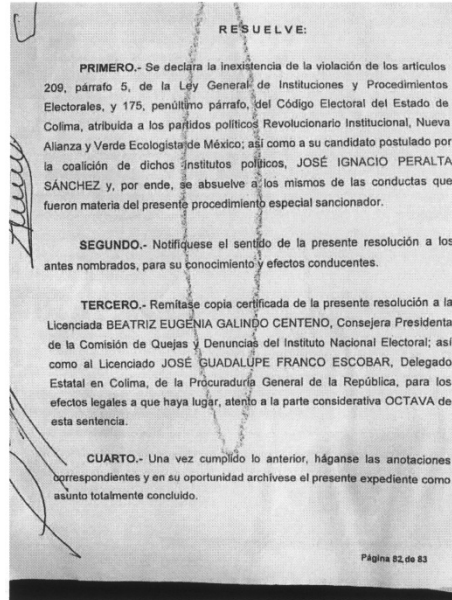 RESUELVE:
PRIMERO.- Se declara la inexistencia de la violación de los articulos
209, párrafo 5, de la Ley General de Instituciones y Procedimientos
Electorales, y 175, penúltimo párrafo, del Código Electoral del Estado de
Colima, atribuida a los partidos políticos Revolucionario Institucional, Nueva
Alianza y Verde Ecologista de México; así como a su candidato postulado por
la coalición de dichos institutos políticos, JOSÉ IGNACIO PERALTA
SÁNCHEZ y, por ende, se absuelve a los mismos de las conductas que
fueron materia del presente procedimiento especial sancionador.
SEGUNDO.- Notifíquese el sentido de la presente resolución a los
antes nombrados, para su conocimiento y efectos conducentes.
TERCERO.- Remítase copia certificada de la presente resolución a la
Licenciada BEATRIZ EUGENIA GALINDO CENTENO, Consejera Presidenta
de la Comisión de Quejas y Denuncias del Instituto Nacional Electoral; así
como al Licenciado JOSÉ GUADALUPE FRANCO ESCOBAR, Delegado
Estatal en Colima, de la Procuraduría General de la República, para los
efectos legales a que haya lugar, atento a la parte considerativa OCTAVA de
esta sentencia.
CUARTO.- Una vez cumplido lo anterior, háganse las anotaciones
correspondientes y en su oportunidad archívese el presente expediente como
asunto totalmente concluido.
Página 82 de 83